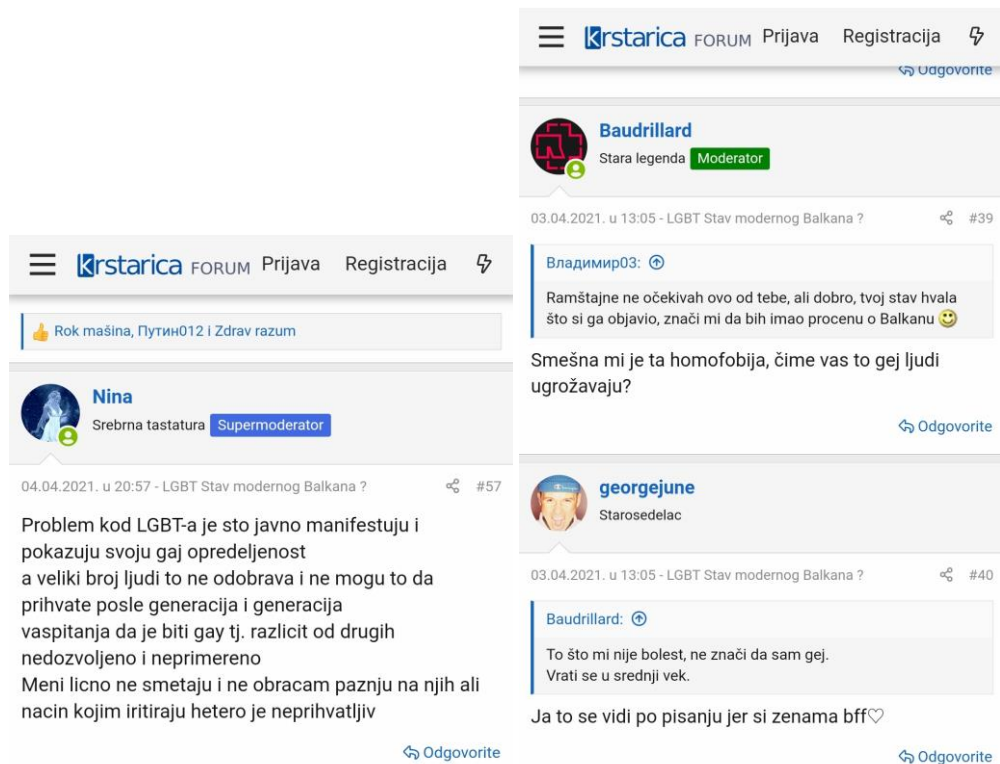 Krstarica FORUM Prijava Registracija
Rok mašina, Путин012 i Zdrav razum
Nina
Srebrna tastatura Supermoderator
04.04.2021. u 20:57 - LGBT Stav modernog Balkana ? #57
Problem kod LGBT-a je sto javno manifestuju i
pokazuju svoju gaj opredeljenost
a veliki broj ljudi to ne odobrava i ne mogu to da
prihvate posle generacija i generacija
vaspitanja da je biti gay tj. razlicit od drugih
nedozvoljeno i neprimereno
Meni licno ne smetaju i ne obracam paznju na njih ali
nacin kojim iritiraju hetero je neprihvatljiv
Odgovorite
Krstarica FORUM Prijava Registracija
Odgovorite
Baudrillard
Stara legenda Moderator
03.04.2021. u 13:05 - LGBT Stav modernog Balkana ? #39
Владимир03:
Ramštajne ne očekivah ovo od tebe, ali dobro, tvoj stav hvala
što si ga objavio, znači mi da bih imao procenu o Balkanu 🙂
Smešna mi je ta homofobija, čime vas to gej ljudi
ugrožavaju?
Odgovorite
georgejune
Starosedelac
03.04.2021. u 13:05 - LGBT Stav modernog Balkana ? #40
Baudrillard:
To što mi nije bolest, ne znači da sam gej.
Vrati se u srednji vek.
Ja to se vidi po pisanju jer si zenama bff♡
Odgovorite